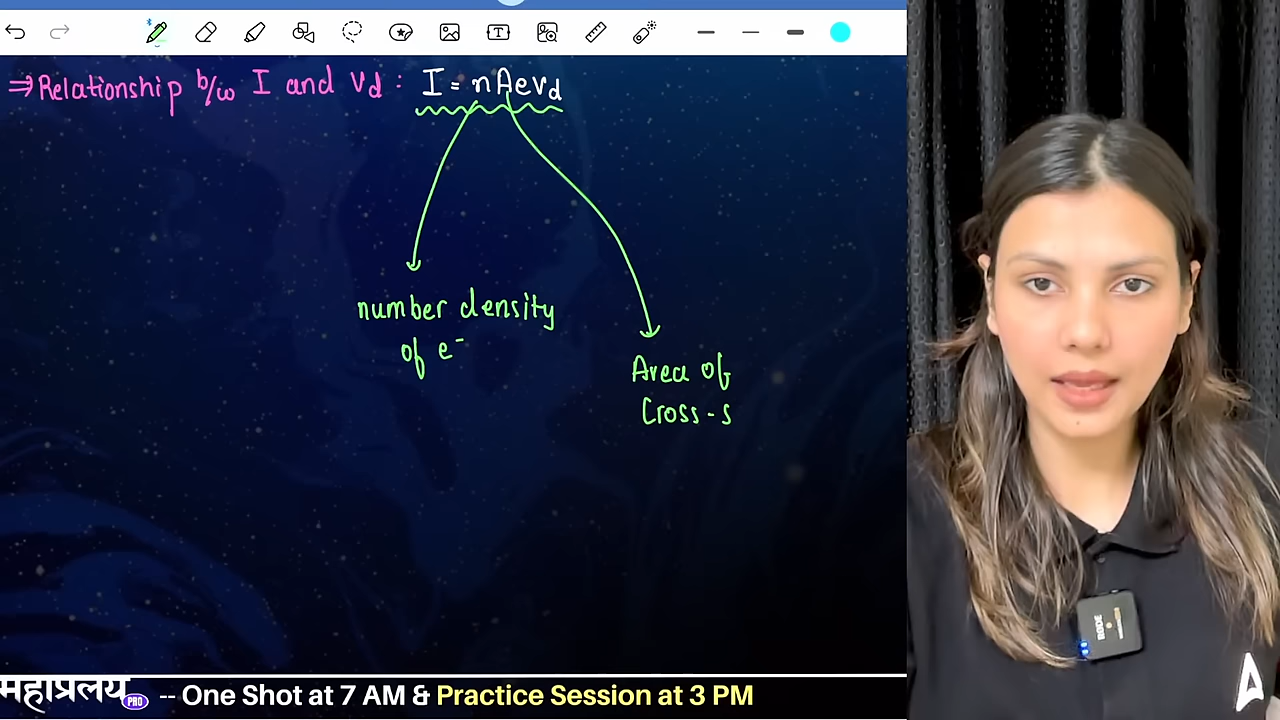 ⇒Relationship b/w I and Vd : I = nAevd
number density
of e⁻
Area of
Cross-s
महाप्रलय PRO -- One Shot at 7 AM & Practice Session at 3 PM
RODE